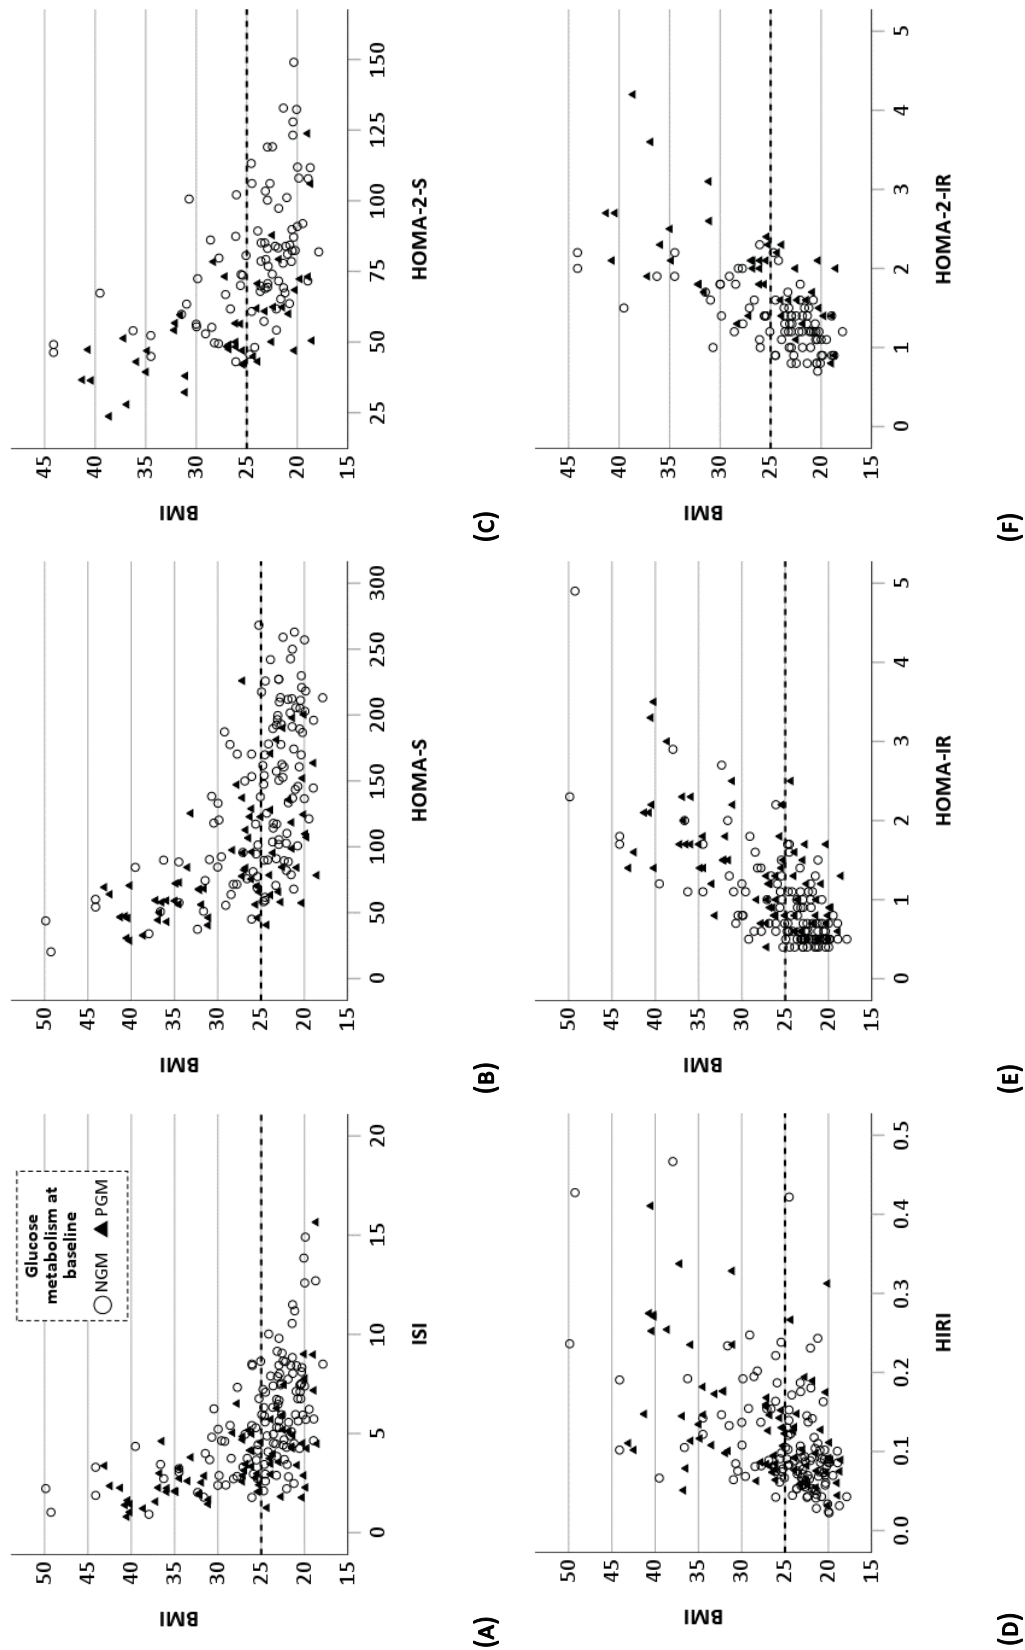 Glucose
metabolism at
baseline
NGM PGM
BMI
50
45
40
35
30
25
20
15
0 5 10 15 20
ISI
(A)
BMI
50
45
40
35
30
25
20
15
0 50 100 150 200 250 300
HOMA-S
(B)
BMI
45
40
35
30
25
20
15
25 50 75 100 125 150
HOMA-2-S
(C)
BMI
50
45
40
35
30
25
20
15
0.0 0.1 0.2 0.3 0.4 0.5
HIRI
(D)
BMI
50
45
40
35
30
25
20
15
0 1 2 3 4 5
HOMA-IR
(E)
BMI
45
40
35
30
25
20
15
0 1 2 3 4 5
HOMA-2-IR
(F)